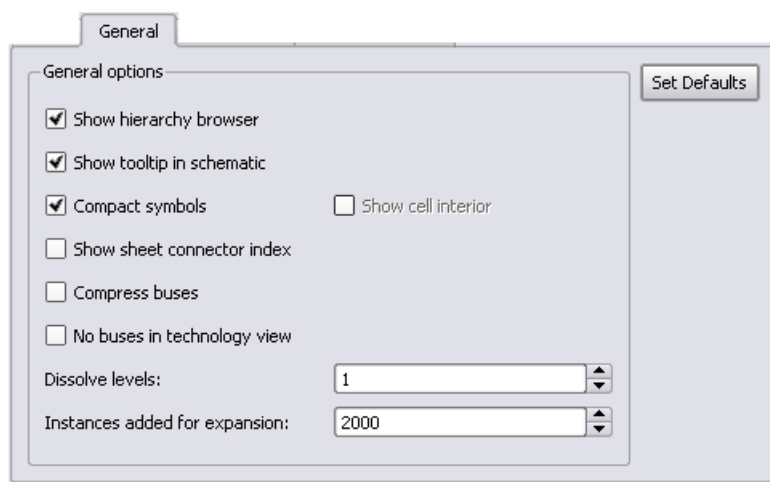 General
General options
Set Defaults
Show hierarchy browser
Show tooltip in schematic
Compact symbols
Show cell interior
Show sheet connector index
Compress buses
No buses in technology view
Dissolve levels:
1
Instances added for expansion:
2000